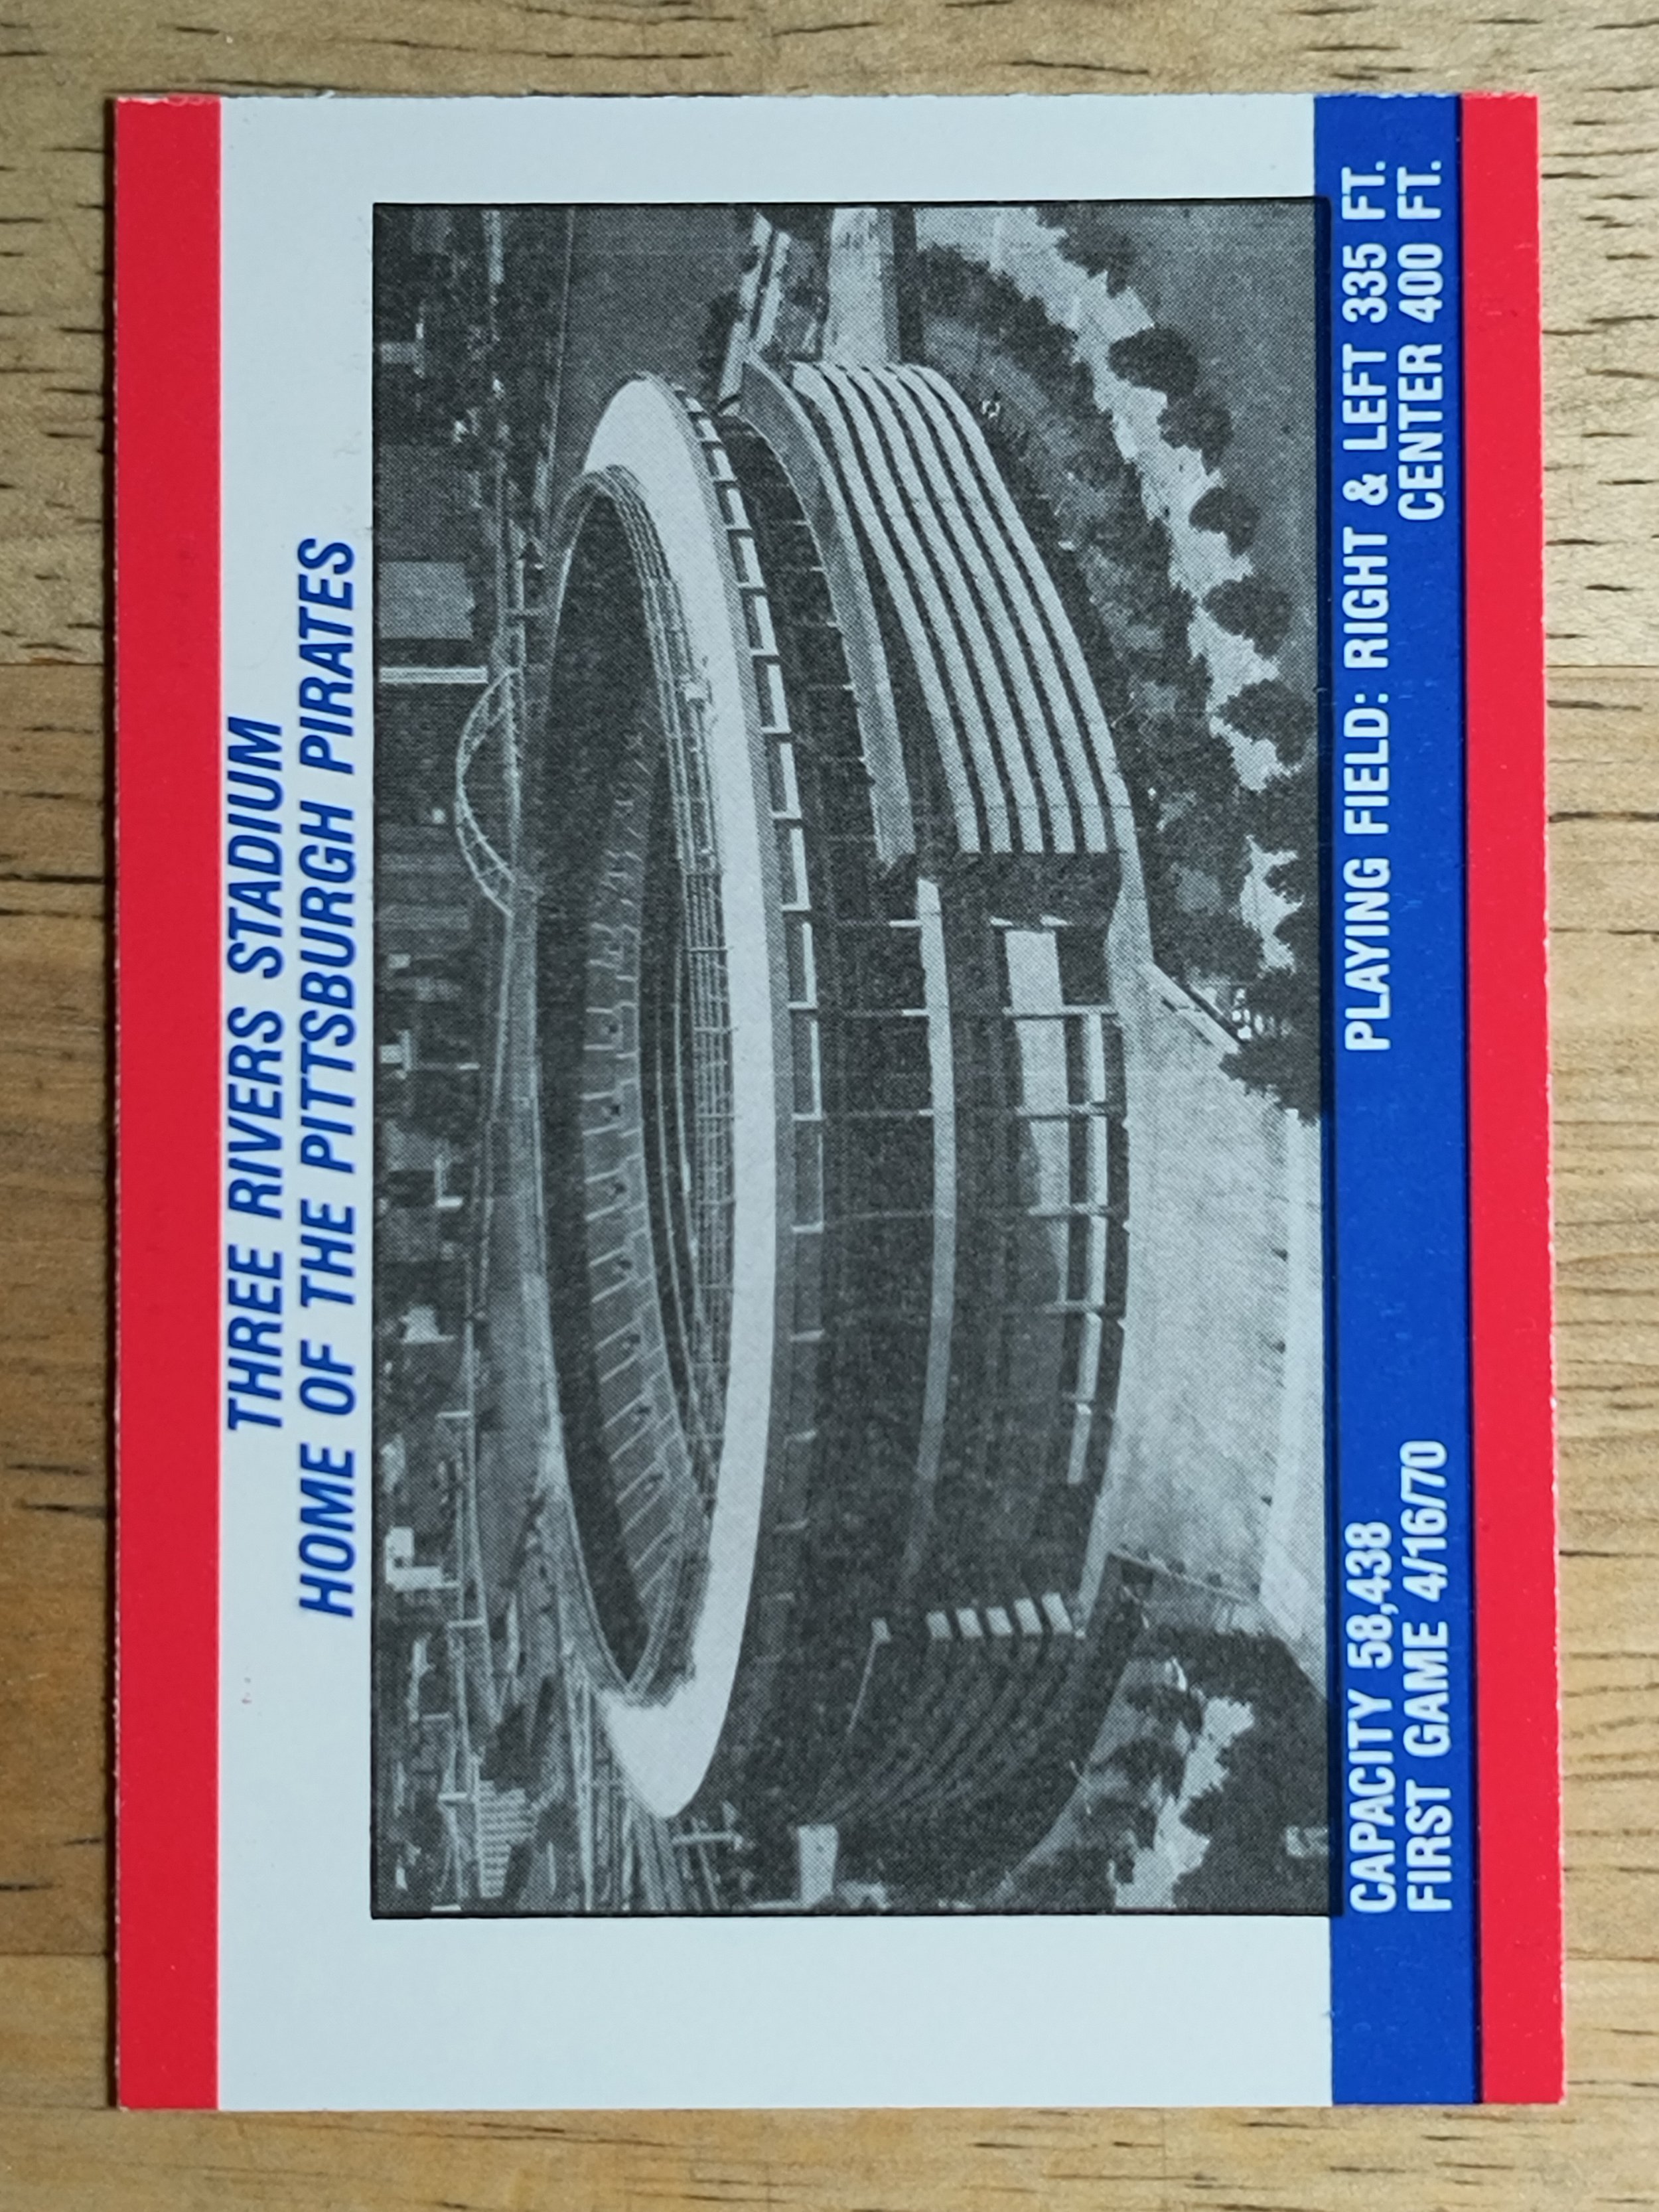 THREE RIVERS STADIUM
HOME OF THE PITTSBURGH PIRATES
CAPACITY 58,438
FIRST GAME 4/16/70
PLAYING FIELD: RIGHT & LEFT 335 FT.
CENTER 400 FT.